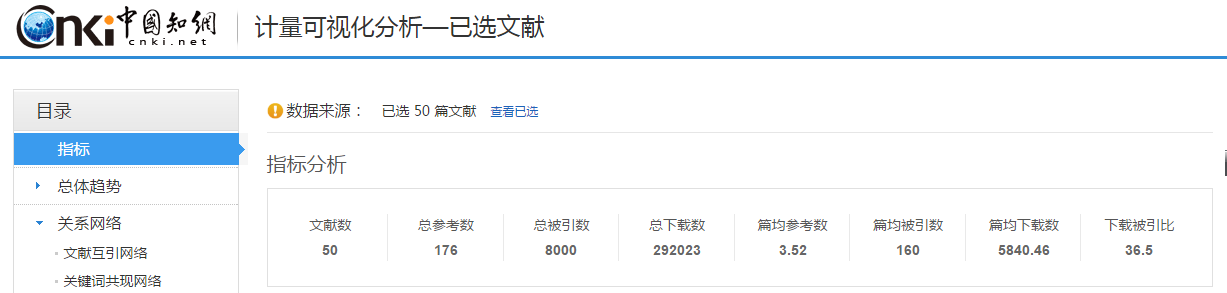 Cnki 中國知網
cnki.net
计量可视化分析—已选文献
目录
指标
总体趋势
关系网络
文献互引网络
关键词共现网络
数据来源： 已选 50 篇文献 查看已选
指标分析
文献数 总参考数 总被引数 总下载数 篇均参考数 篇均被引数 篇均下载数 下载被引比
50 176 8000 292023 3.52 160 5840.46 36.5